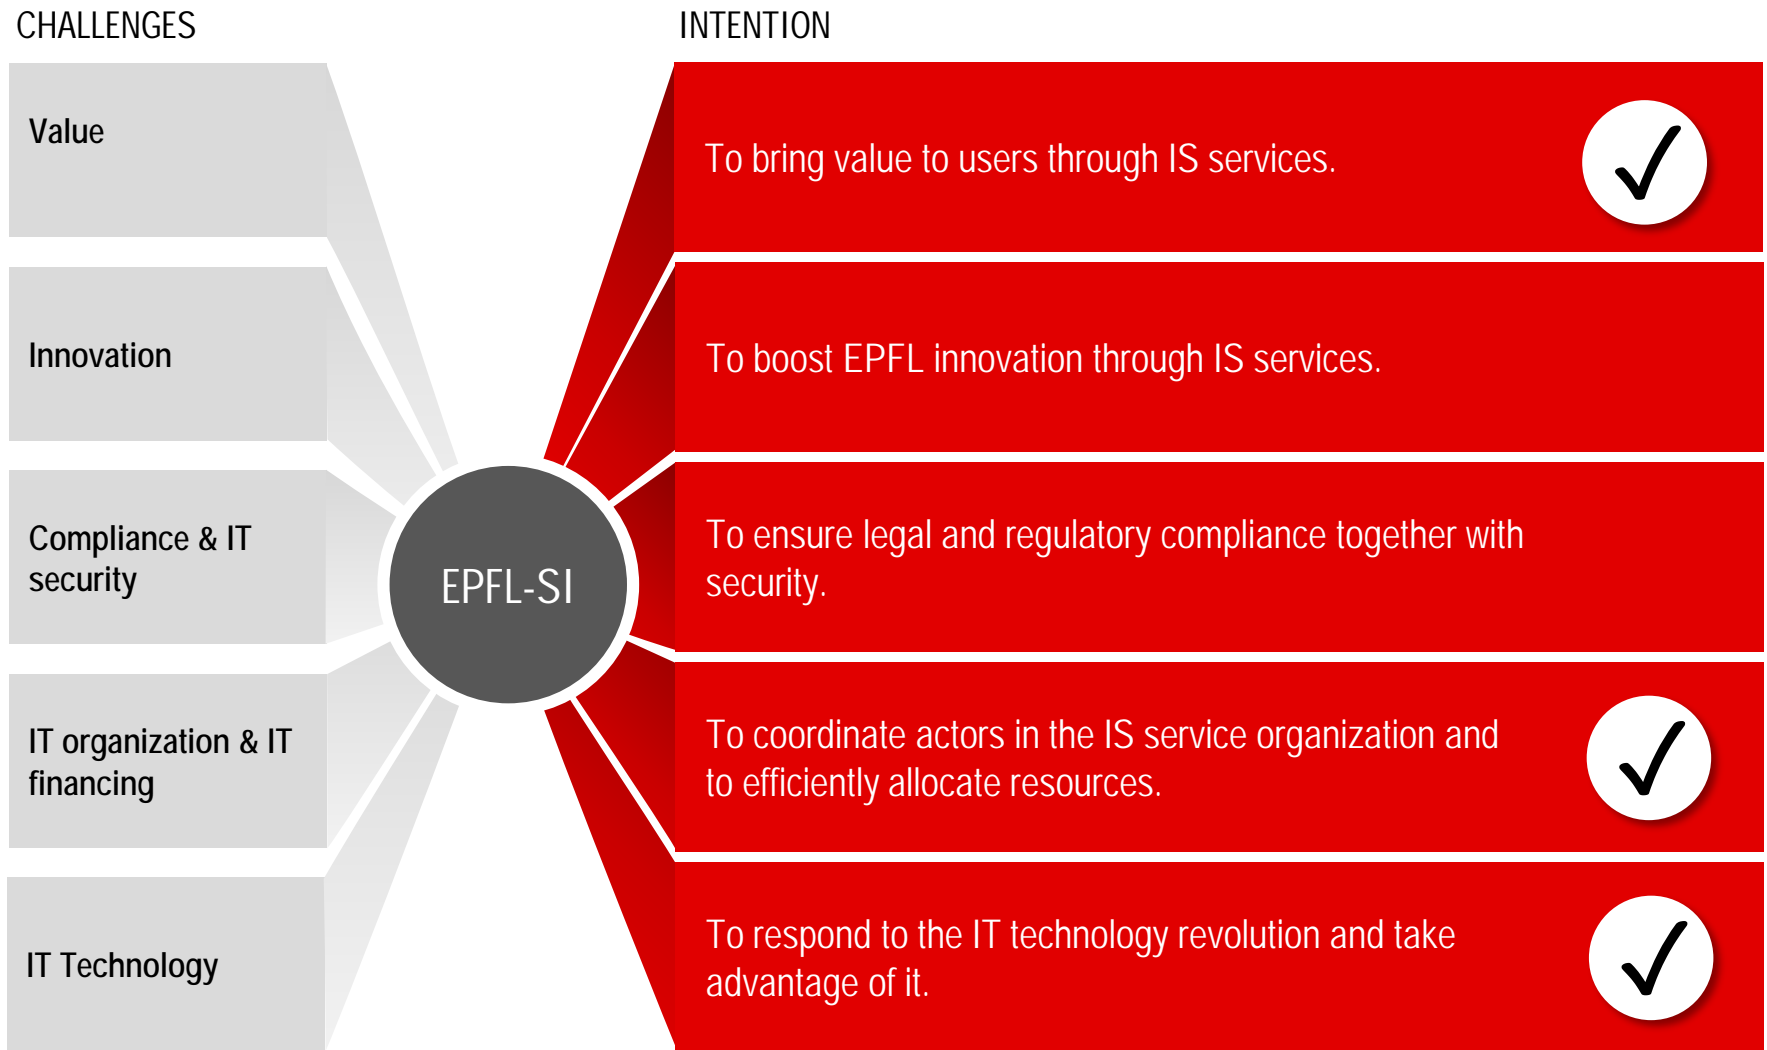 CHALLENGES
INTENTION
Value
To bring value to users through IS services.
Innovation
To boost EPFL innovation through IS services.
Compliance & IT
security
To ensure legal and regulatory compliance together with
security.
EPFL-SI
IT organization & IT
financing
To coordinate actors in the IS service organization and
to efficiently allocate resources.
IT Technology
To respond to the IT technology revolution and take
advantage of it.